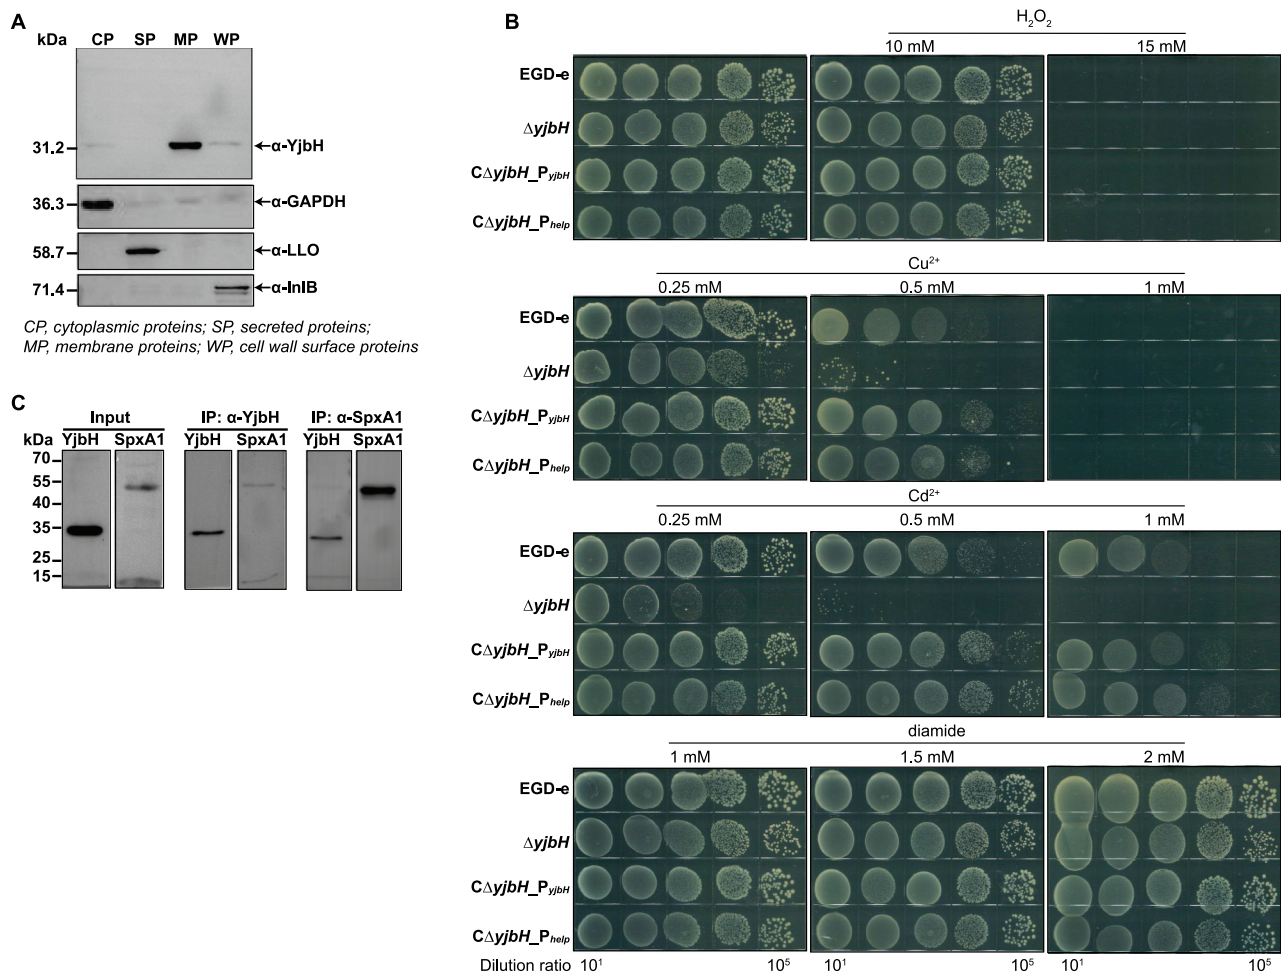 A
kDa CP SP MP WP
31.2 α-YjbH
36.3 α-GAPDH
58.7 α-LLO
71.4 α-InlB
CP, cytoplasmic proteins; SP, secreted proteins;
MP, membrane proteins; WP, cell wall surface proteins
B
H₂O₂
10 mM 15 mM
EGD-e
ΔyjbH
CΔyjbH_PyjbH
CΔyjbH_Phelp
Cu²⁺
0.25 mM 0.5 mM 1 mM
EGD-e
ΔyjbH
CΔyjbH_PyjbH
CΔyjbH_Phelp
Cd²⁺
0.25 mM 0.5 mM 1 mM
EGD-e
ΔyjbH
CΔyjbH_PyjbH
CΔyjbH_Phelp
diamide
1 mM 1.5 mM 2 mM
EGD-e
ΔyjbH
CΔyjbH_PyjbH
CΔyjbH_Phelp
Dilution ratio 10¹ 10⁵ 10¹ 10⁵ 10¹ 10⁵
C
Input IP: α-YjbH IP: α-SpxA1
kDa YjbH SpxA1 YjbH SpxA1 YjbH SpxA1
70
55
40
35
25
15